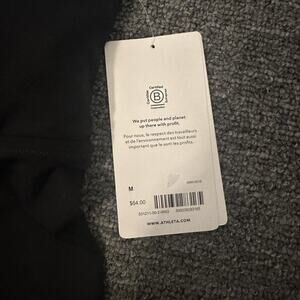 Certified
B
Corporation
We put people and planet
up there with profit.
Pour nous, le respect des travailleurs
et de l'environnement est tout aussi
important que le sont les profits.
M
$64.00
WWW.ATHLETA.COM